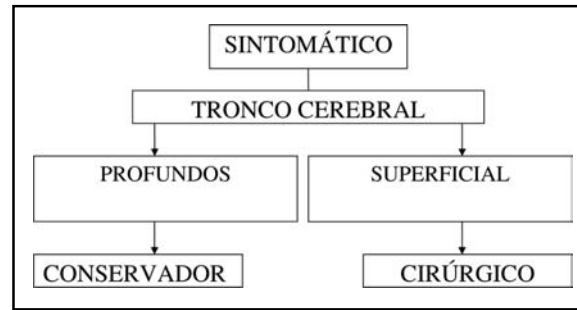 SINTOMÁTICO
TRONCO CEREBRAL
PROFUNDOS
SUPERFICIAL
CONSERVADOR
CIRÚRGICO